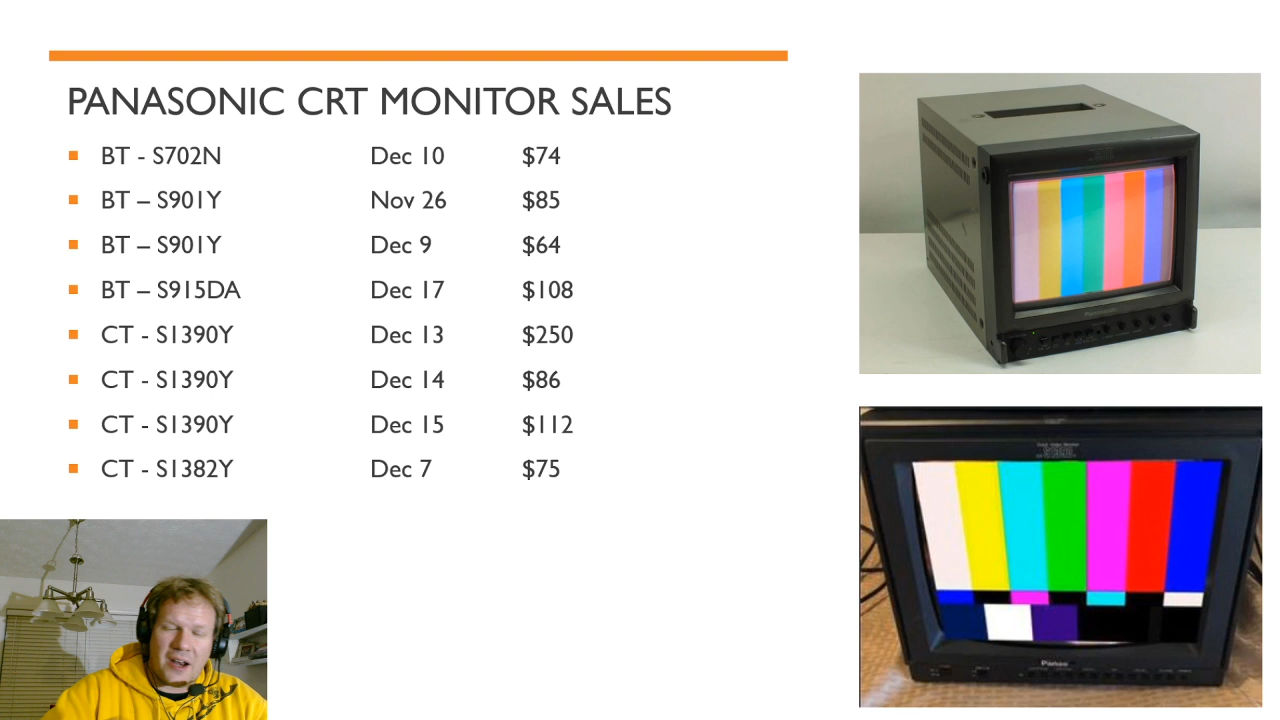 PANASONIC CRT MONITOR SALES
BT - S702N Dec 10 $74
BT – S901Y Nov 26 $85
BT – S901Y Dec 9 $64
BT – S915DA Dec 17 $108
CT - S1390Y Dec 13 $250
CT - S1390Y Dec 14 $86
CT - S1390Y Dec 15 $112
CT - S1382Y Dec 7 $75